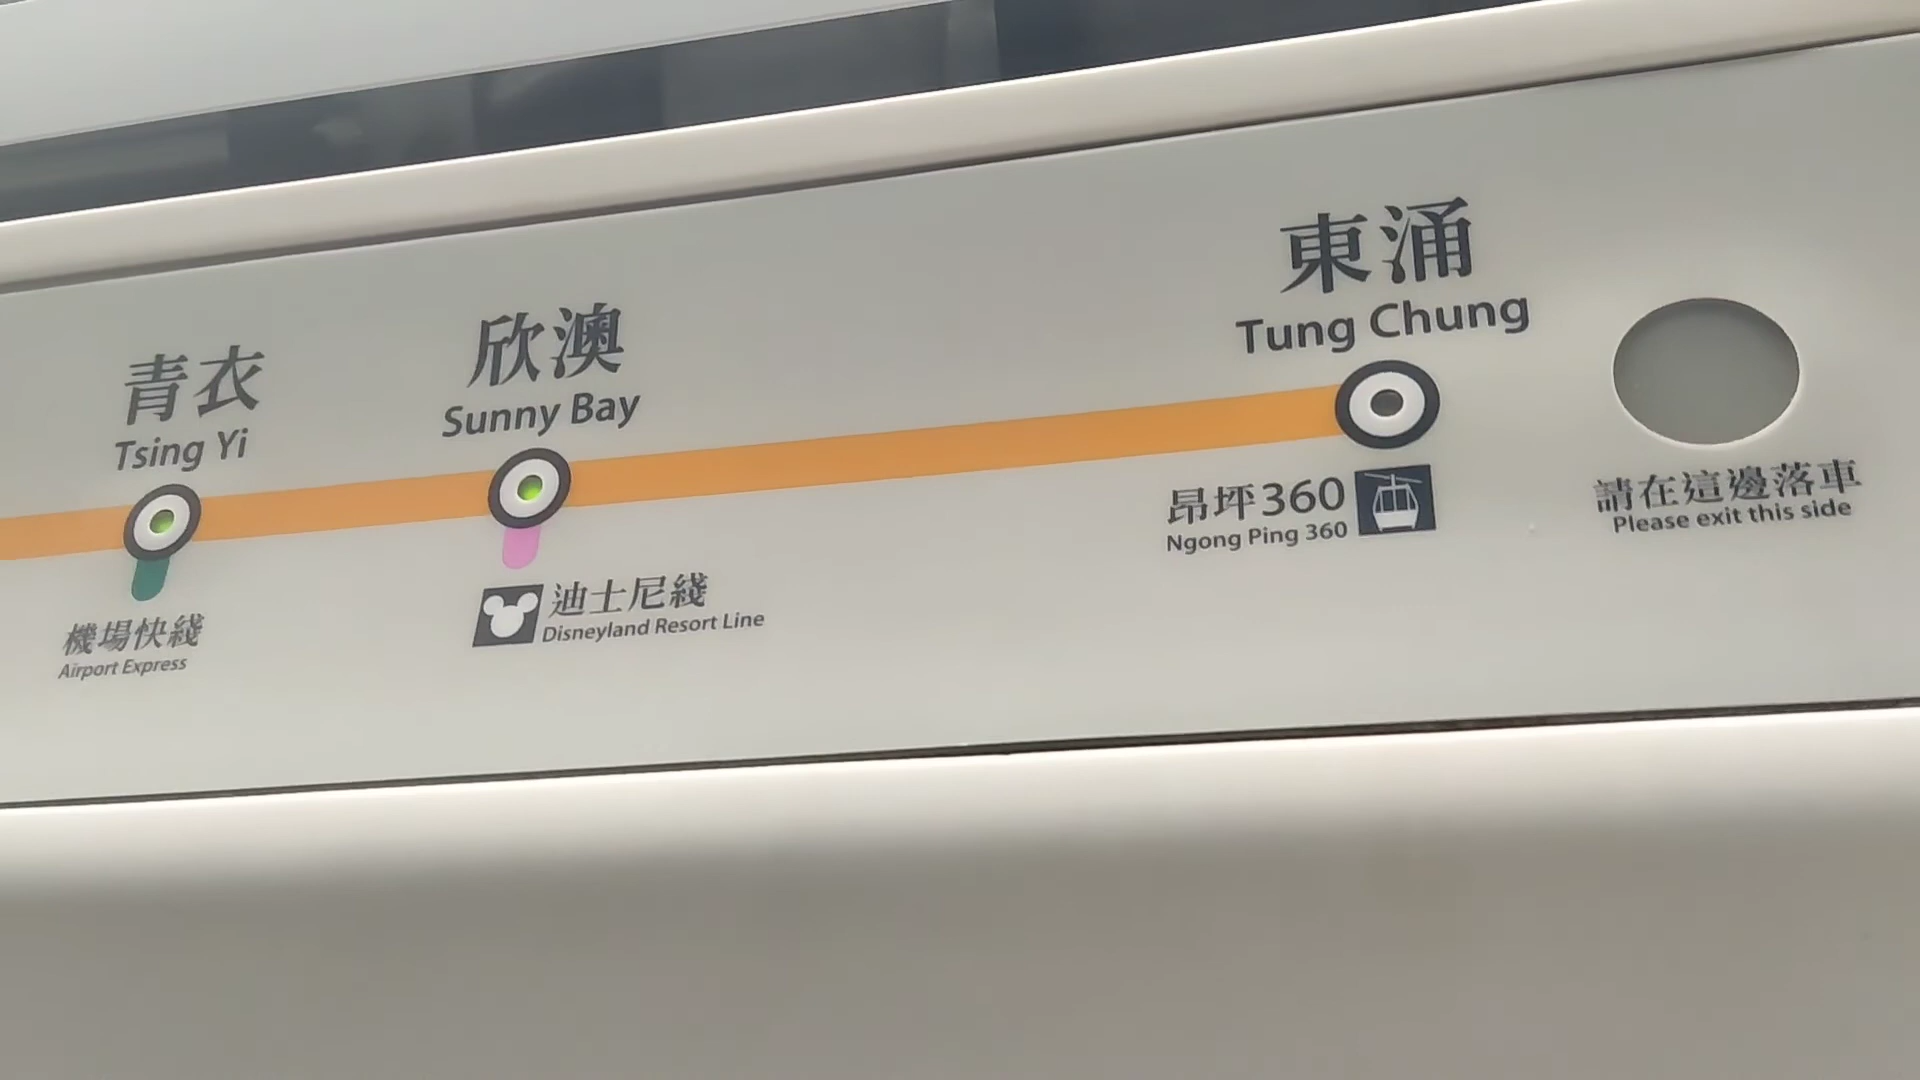 青衣
Tsing Yi
機場快綫
Airport Express
欣澳
Sunny Bay
迪士尼綫
Disneyland Resort Line
東涌
Tung Chung
昂坪360
Ngong Ping 360
請在這邊落車
Please exit this side